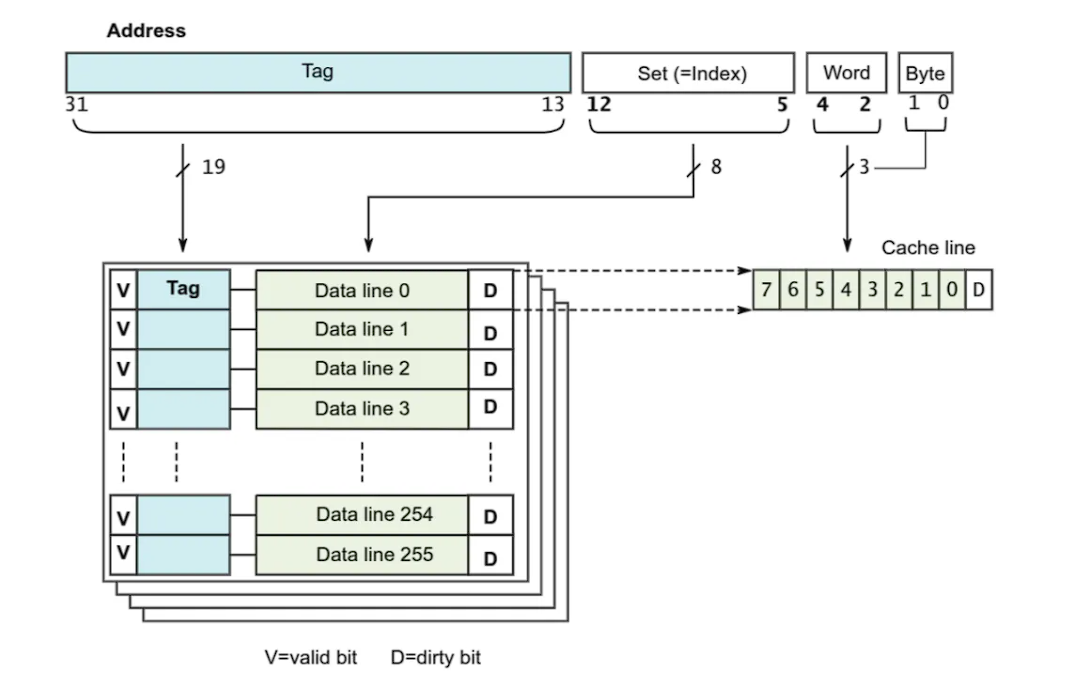 Address
Tag Set (=Index) Word Byte
31 13 12 5 4 2 1 0
19 8 3
Cache line
7 6 5 4 3 2 1 0 D
V Tag Data line 0 D
V Data line 1 D
V Data line 2 D
V Data line 3 D
V Data line 254 D
V Data line 255 D
V=valid bit D=dirty bit